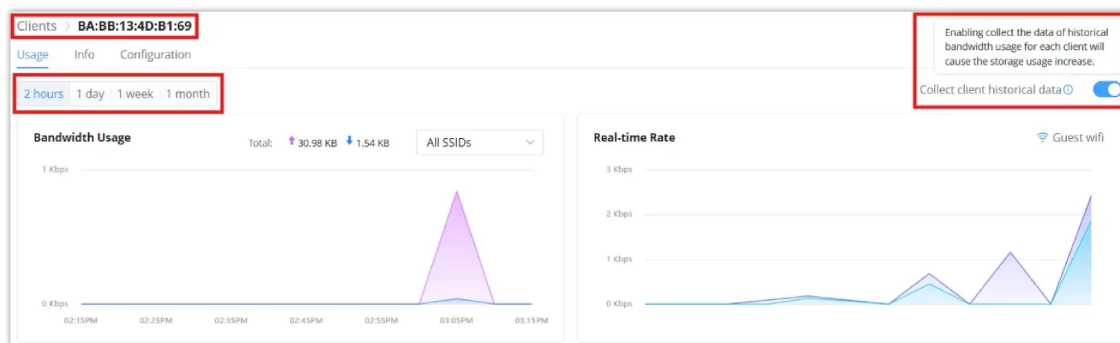 Clients > BA:BB:13:4D:B1:69
Enabling collect the data of historical
bandwidth usage for each client will
cause the storage usage increase.
Usage Info Configuration
2 hours 1 day 1 week 1 month
Collect client historical data
Bandwidth Usage
Total: 30.98 KB 1.54 KB
All SSIDs
1 Kbps
0 Kbps
02:15PM 02:25PM 02:35PM 02:45PM 02:55PM 03:05PM 03:15PM
Real-time Rate
Guest wifi
3 Kbps
2 Kbps
1 Kbps
0 Kbps